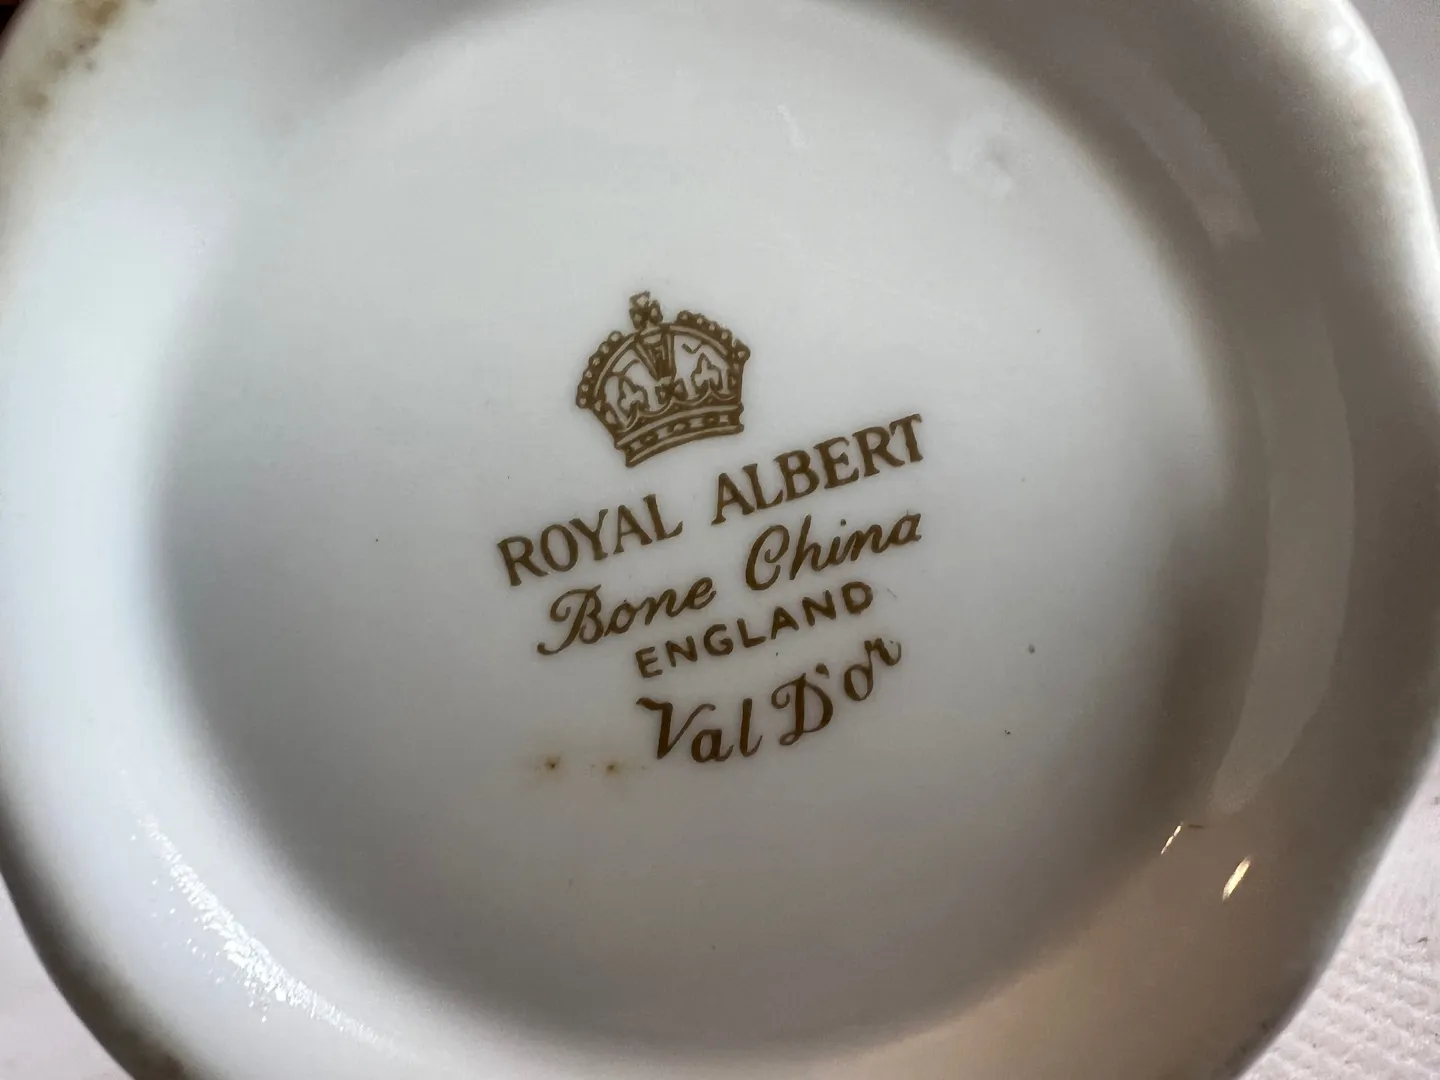 ROYAL ALBERT
Bone China
ENGLAND
Val D'or